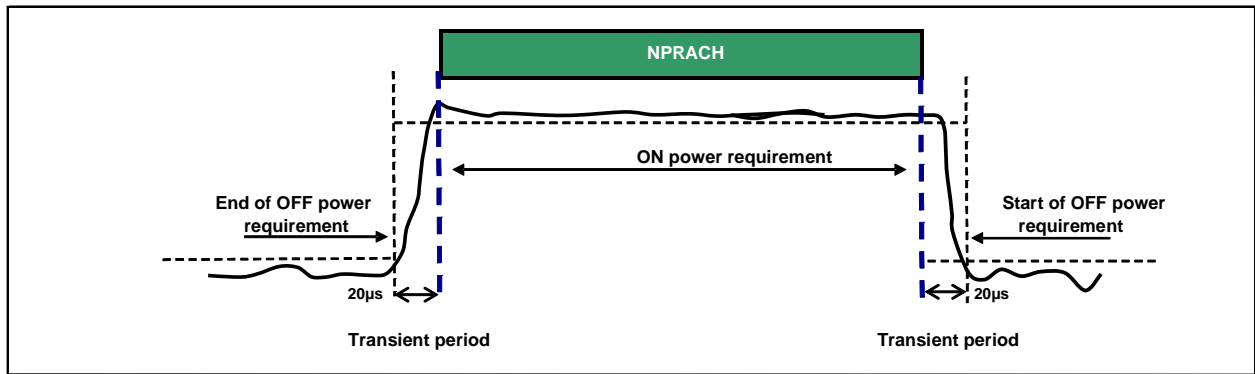 NPRACH
ON power requirement
End of OFF power
requirement
Start of OFF power
requirement
20µs
20µs
Transient period
Transient period